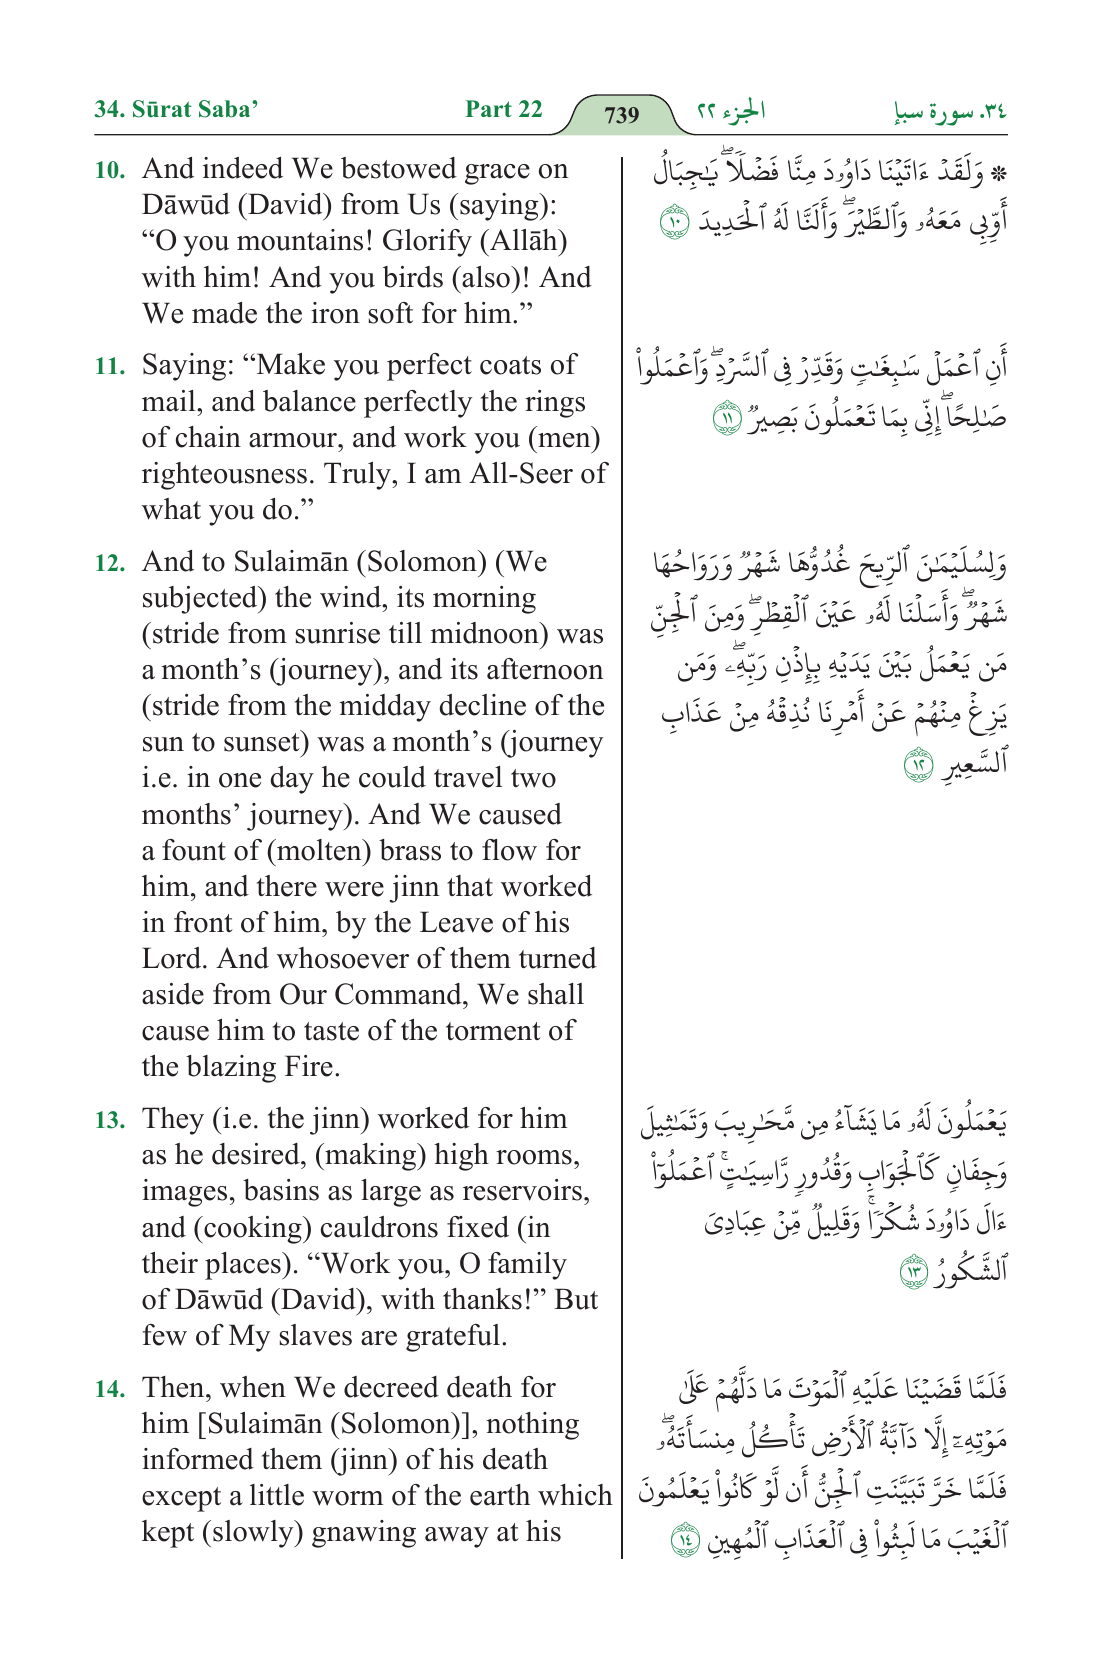 34. Sūrat Saba’ Part 22 739 الجزء ٢٢ ٣٤. سورة سبإ
10. And indeed We bestowed grace on
Dāwūd (David) from Us (saying):
“O you mountains! Glorify (Allāh)
with him! And you birds (also)! And
We made the iron soft for him.”
۞ وَلَقَدۡ ءَاتَيۡنَا دَاوُۥدَ مِنَّا فَضۡلٗاۖ يَٰجِبَالُ
أَوِّبِي مَعَهُۥ وَٱلطَّيۡرَۖ وَأَلَنَّا لَهُ ٱلۡحَدِيدَ ١٠
11. Saying: “Make you perfect coats of
mail, and balance perfectly the rings
of chain armour, and work you (men)
righteousness. Truly, I am All-Seer of
what you do.”
أَنِ ٱعۡمَلۡ سَٰبِغَٰتٖ وَقَدِّرۡ فِي ٱلسَّرۡدِۖ وَٱعۡمَلُواْ
صَٰلِحًاۖ إِنِّي بِمَا تَعۡمَلُونَ بَصِيرٞ ١١
12. And to Sulaimān (Solomon) (We
subjected) the wind, its morning
(stride from sunrise till midnoon) was
a month’s (journey), and its afternoon
(stride from the midday decline of the
sun to sunset) was a month’s (journey
i.e. in one day he could travel two
months’ journey). And We caused
a fount of (molten) brass to flow for
him, and there were jinn that worked
in front of him, by the Leave of his
Lord. And whosoever of them turned
aside from Our Command, We shall
cause him to taste of the torment of
the blazing Fire.
وَلِسُلَيۡمَٰنَ ٱلرِّيحَ غُدُوُّهَا شَهۡرٞ وَرَوَاحُهَا
شَهۡرٞۖ وَأَسَلۡنَا لَهُۥ عَيۡنَ ٱلۡقِطۡرِۖ وَمِنَ ٱلۡجِنِّ
مَن يَعۡمَلُ بَيۡنَ يَدَيۡهِ بِإِذۡنِ رَبِّهِۦۖ وَمَن
يَزِغۡ مِنۡهُمۡ عَنۡ أَمۡرِنَا نُذِقۡهُ مِنۡ عَذَابِ
ٱلسَّعِيرِ ١٢
13. They (i.e. the jinn) worked for him
as he desired, (making) high rooms,
images, basins as large as reservoirs,
and (cooking) cauldrons fixed (in
their places). “Work you, O family
of Dāwūd (David), with thanks!” But
few of My slaves are grateful.
يَعۡمَلُونَ لَهُۥ مَا يَشَآءُ مِن مَّحَٰرِيبَ وَتَمَٰثِيلَ
وَجِفَانٖ كَٱلۡجَوَابِ وَقُدُورٖ رَّاسِيَٰتٍۚ ٱعۡمَلُوٓاْ
ءَالَ دَاوُۥدَ شُكۡرٗاۚ وَقَلِيلٞ مِّنۡ عِبَادِيَ
ٱلشَّكُورُ ١٣
14. Then, when We decreed death for
him [Sulaimān (Solomon)], nothing
informed them (jinn) of his death
except a little worm of the earth which
kept (slowly) gnawing away at his
فَلَمَّا قَضَيۡنَا عَلَيۡهِ ٱلۡمَوۡتَ مَا دَلَّهُمۡ عَلَىٰ
مَوۡتِهِۦٓ إِلَّا دَآبَّةُ ٱلۡأَرۡضِ تَأۡكُلُ مِنسَأَتَهُۥۖ
فَلَمَّا خَرَّ تَبَيَّنَتِ ٱلۡجِنُّ أَن لَّوۡ كَانُواْ يَعۡلَمُونَ
ٱلۡغَيۡبَ مَا لَبِثُواْ فِي ٱلۡعَذَابِ ٱلۡمُهِينِ ١٤